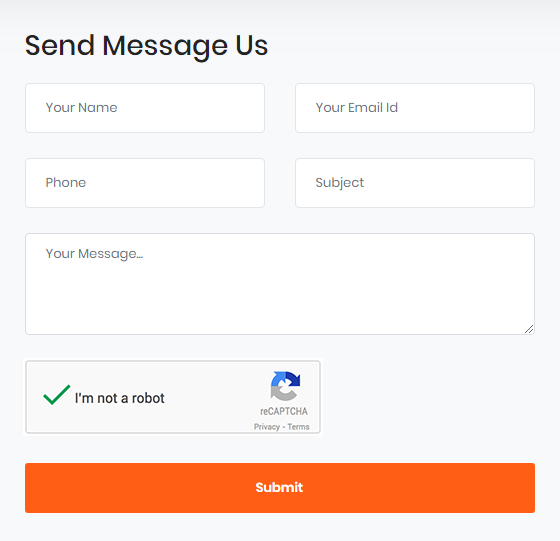 Send Message Us
Your Name
Your Email Id
Phone
Subject
Your Message...
I'm not a robot
reCAPTCHA
Privacy - Terms
Submit